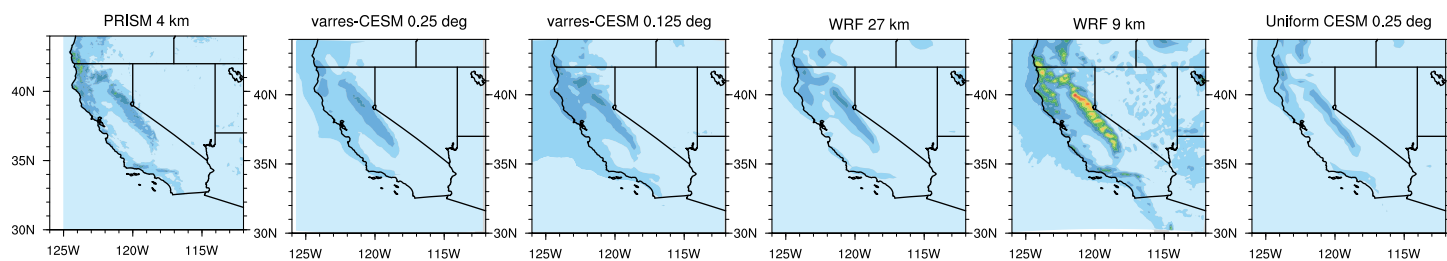 PRISM 4 km
varres-CESM 0.25 deg
varres-CESM 0.125 deg
WRF 27 km
WRF 9 km
Uniform CESM 0.25 deg
40N
35N
30N
125W 120W 115W
40N
35N
30N
125W 120W 115W
40N
35N
30N
125W 120W 115W
40N
35N
30N
125W 120W 115W
40N
35N
30N
125W 120W 115W
40N
35N
30N
125W 120W 115W